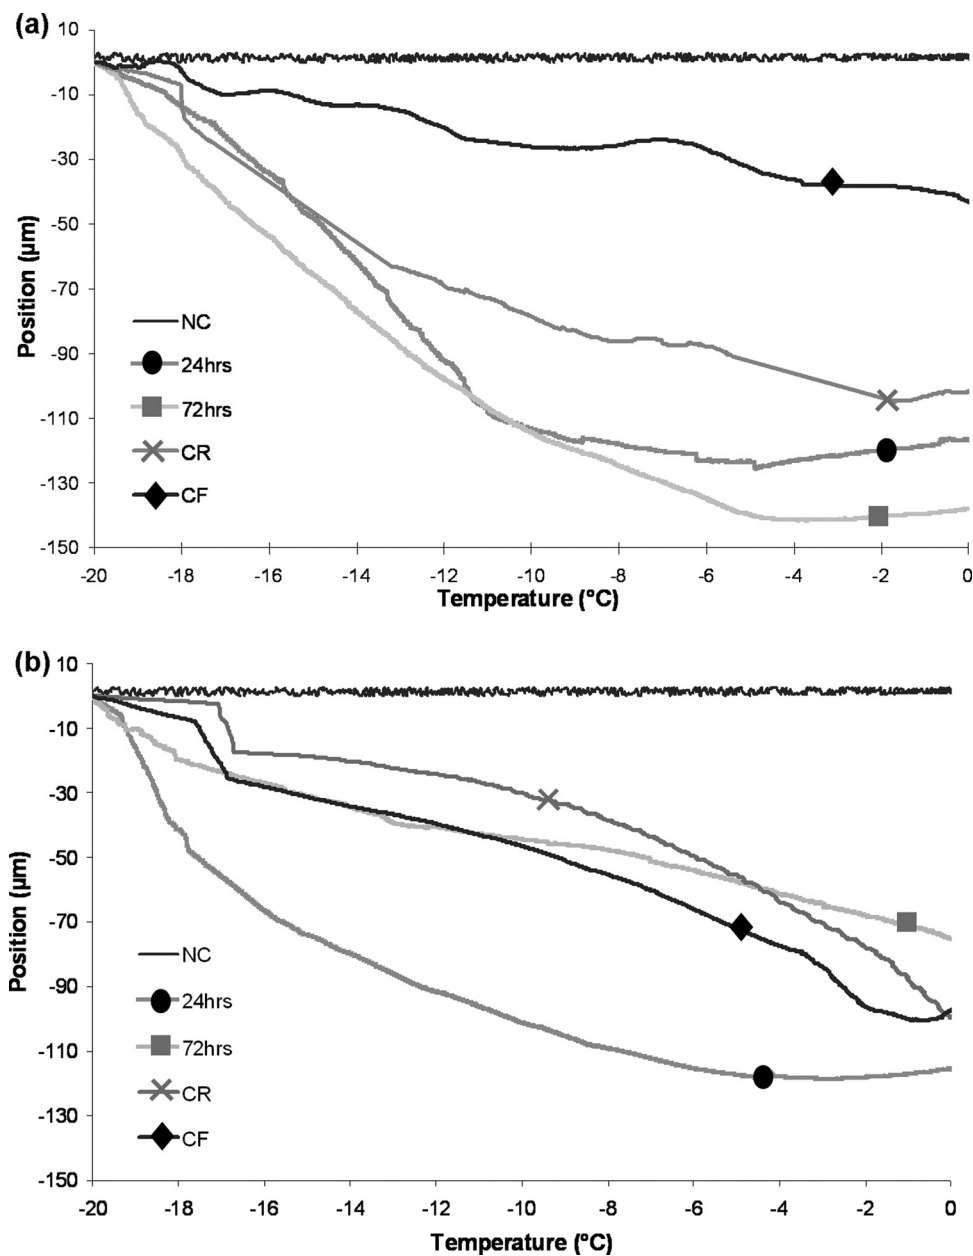 (a)
10
-10
-30
-50
-70
-90
-110
-130
-150
Position (µm)
NC
24hrs
72hrs
CR
CF
-20 -18 -16 -14 -12 -10 -8 -6 -4 -2 0
Temperature (°C)
(b)
10
-10
-30
-50
-70
-90
-110
-130
-150
Position (µm)
NC
24hrs
72hrs
CR
CF
-20 -18 -16 -14 -12 -10 -8 -6 -4 -2 0
Temperature (°C)